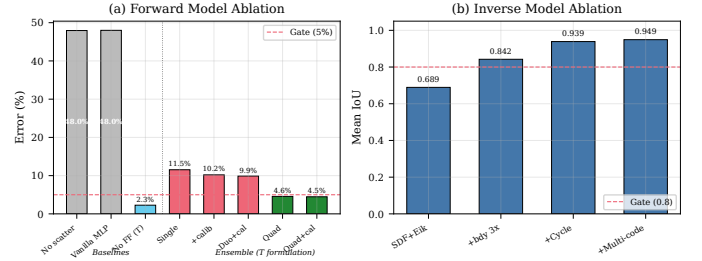 (a) Forward Model Ablation
Error (%)
50
40
30
20
10
0
Gate (5%)
48.0%
48.0%
2.3%
11.5%
10.2%
9.9%
4.6%
4.5%
No scatter
Vanilla MLP
No FF (T)
Single
+calib
Duo+cal
Quad
Quad+cal
Baselines
Ensemble (T formulation)
(b) Inverse Model Ablation
Mean IoU
1.0
0.8
0.6
0.4
0.2
0.0
0.689
0.842
0.939
0.949
Gate (0.8)
SDF+Eik
+bdy 3x
+Cycle
+Multi-code